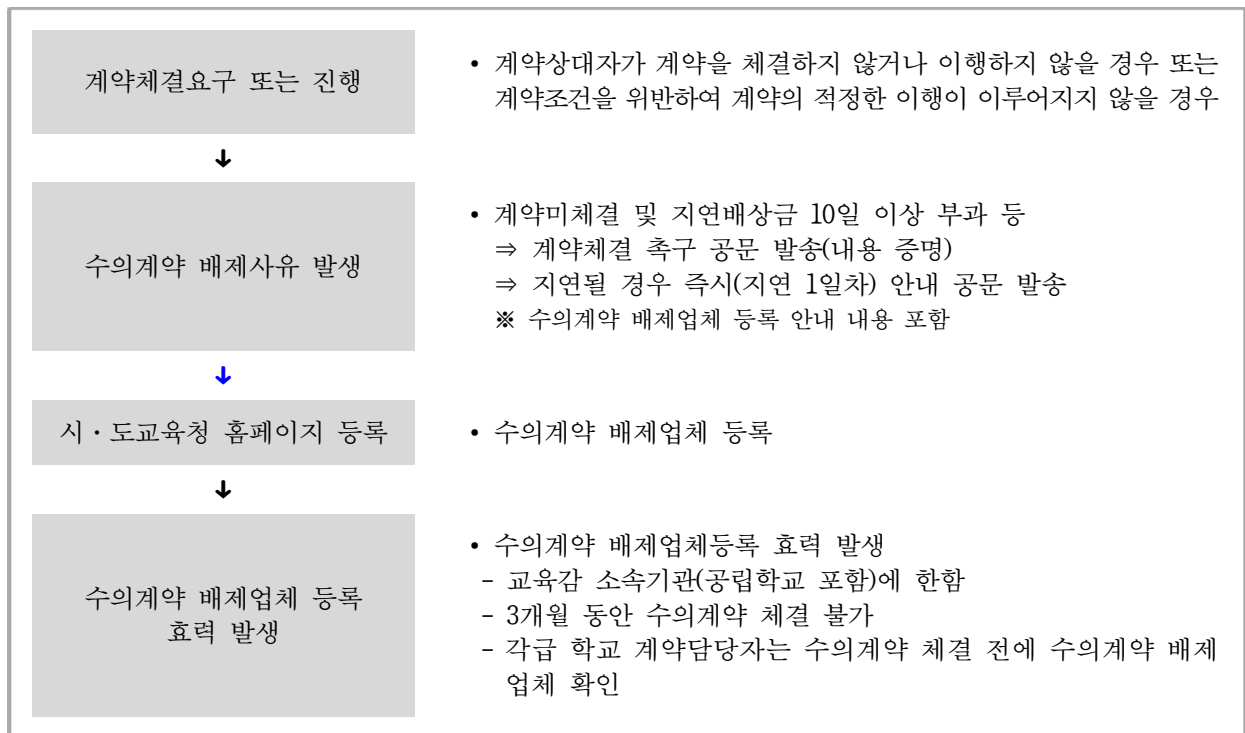 계약체결요구 또는 진행
• 계약상대자가 계약을 체결하지 않거나 이행하지 않을 경우 또는
계약조건을 위반하여 계약의 적정한 이행이 이루어지지 않을 경우
↓
수의계약 배제사유 발생
• 계약미체결 및 지연배상금 10일 이상 부과 등
⇒ 계약체결 촉구 공문 발송(내용 증명)
⇒ 지연될 경우 즉시(지연 1일차) 안내 공문 발송
※ 수의계약 배제업체 등록 안내 내용 포함
↓
시·도교육청 홈페이지 등록
• 수의계약 배제업체 등록
↓
수의계약 배제업체 등록
효력 발생
• 수의계약 배제업체등록 효력 발생
- 교육감 소속기관(공립학교 포함)에 한함
- 3개월 동안 수의계약 체결 불가
- 각급 학교 계약담당자는 수의계약 체결 전에 수의계약 배제
업체 확인